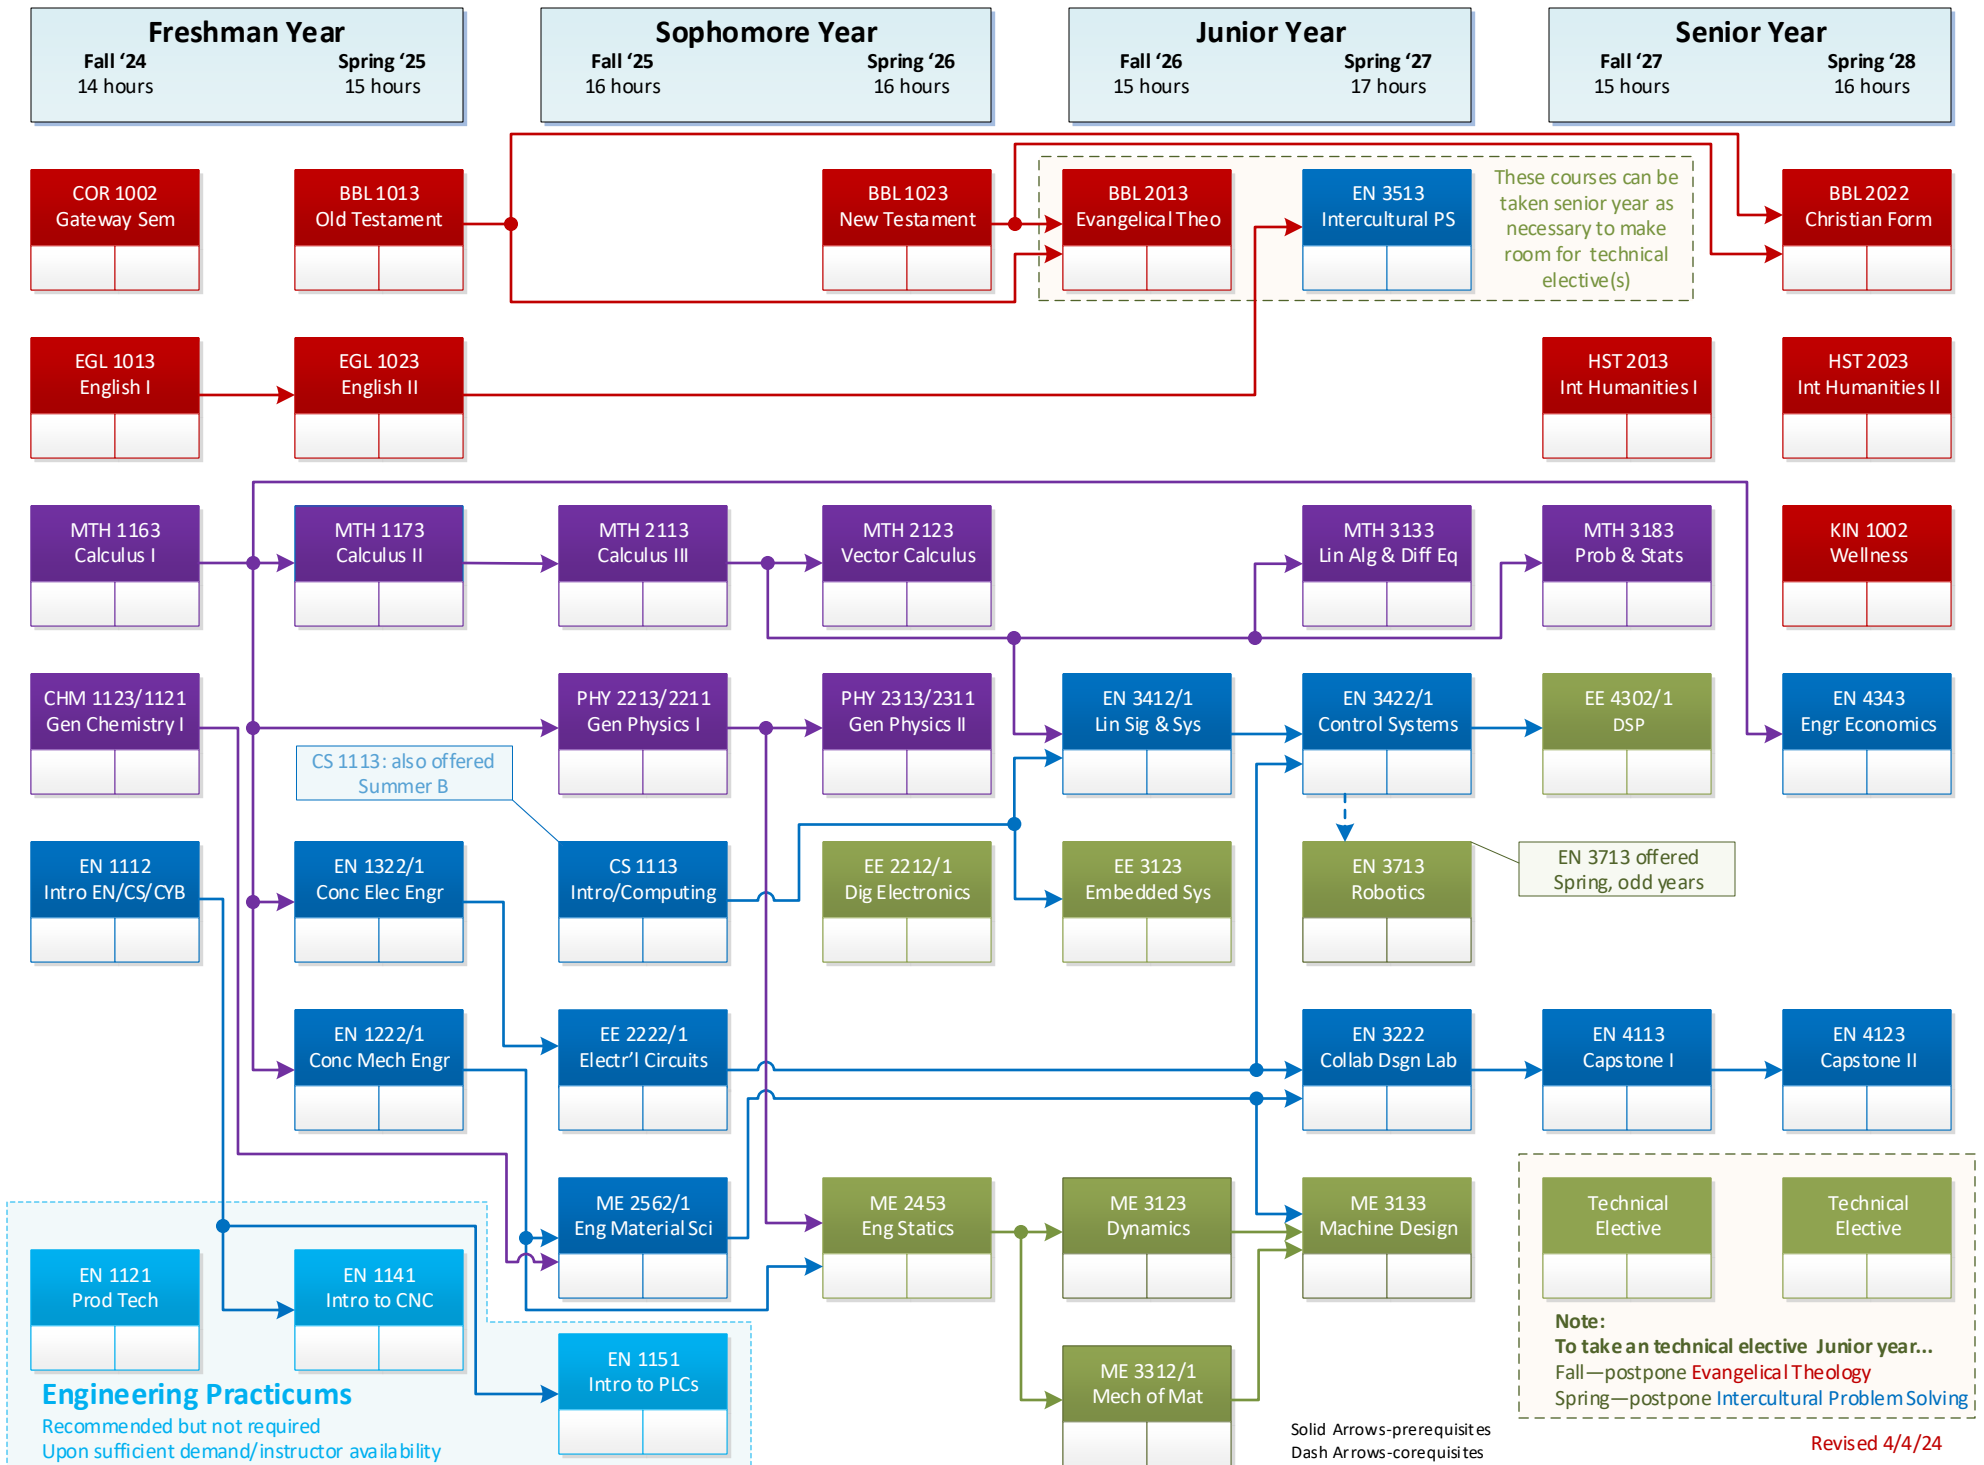 Freshman Year
Fall ‘24
Spring ‘25
14 hours
15 hours
Sophomore Year
Fall ‘25
Spring ‘26
16 hours
16 hours
Junior Year
Fall ‘26
Spring ‘27
15 hours
17 hours
Senior Year
Fall ‘27
Spring ‘28
15 hours
16 hours
COR 1002
Gateway Sem
BBL 1013
Old Testament
BBL 1023
New Testament
BBL 2013
Evangelical Theo
EN 3513
Intercultural PS
These courses can be
taken senior year as
necessary to make
room for technical
elective(s)
BBL 2022
Christian Form
EGL 1013
English I
EGL 1023
English II
HST 2013
Int Humanities I
HST 2023
Int Humanities II
MTH 1163
Calculus I
MTH 1173
Calculus II
MTH 2113
Calculus III
MTH 2123
Vector Calculus
MTH 3133
Lin Alg & Diff Eq
MTH 3183
Prob & Stats
KIN 1002
Wellness
CHM 1123/1121
Gen Chemistry I
PHY 2213/2211
Gen Physics I
PHY 2313/2311
Gen Physics II
EN 3412/1
Lin Sig & Sys
EN 3422/1
Control Systems
EE 4302/1
DSP
EN 4343
Engr Economics
CS 1113: also offered
Summer B
EN 1112
Intro EN/CS/CYB
EN 1322/1
Conc Elec Engr
CS 1113
Intro/Computing
EE 2212/1
Dig Electronics
EE 3123
Embedded Sys
EN 3713
Robotics
EN 3713 offered
Spring, odd years
EN 1222/1
Conc Mech Engr
EE 2222/1
Electr’l Circuits
EN 3222
Collab Dsgn Lab
EN 4113
Capstone I
EN 4123
Capstone II
ME 2562/1
Eng Material Sci
ME 2453
Eng Statics
ME 3123
Dynamics
ME 3133
Machine Design
Technical
Elective
Technical
Elective
EN 1121
Prod Tech
EN 1141
Intro to CNC
EN 1151
Intro to PLCs
ME 3312/1
Mech of Mat
Note:
To take an technical elective Junior year...
Fall—postpone Evangelical Theology
Spring—postpone Intercultural Problem Solving
Engineering Practicums
Recommended but not required
Upon sufficient demand/instructor availability
Solid Arrows-prerequisites
Dash Arrows-corequisites
Revised 4/4/24